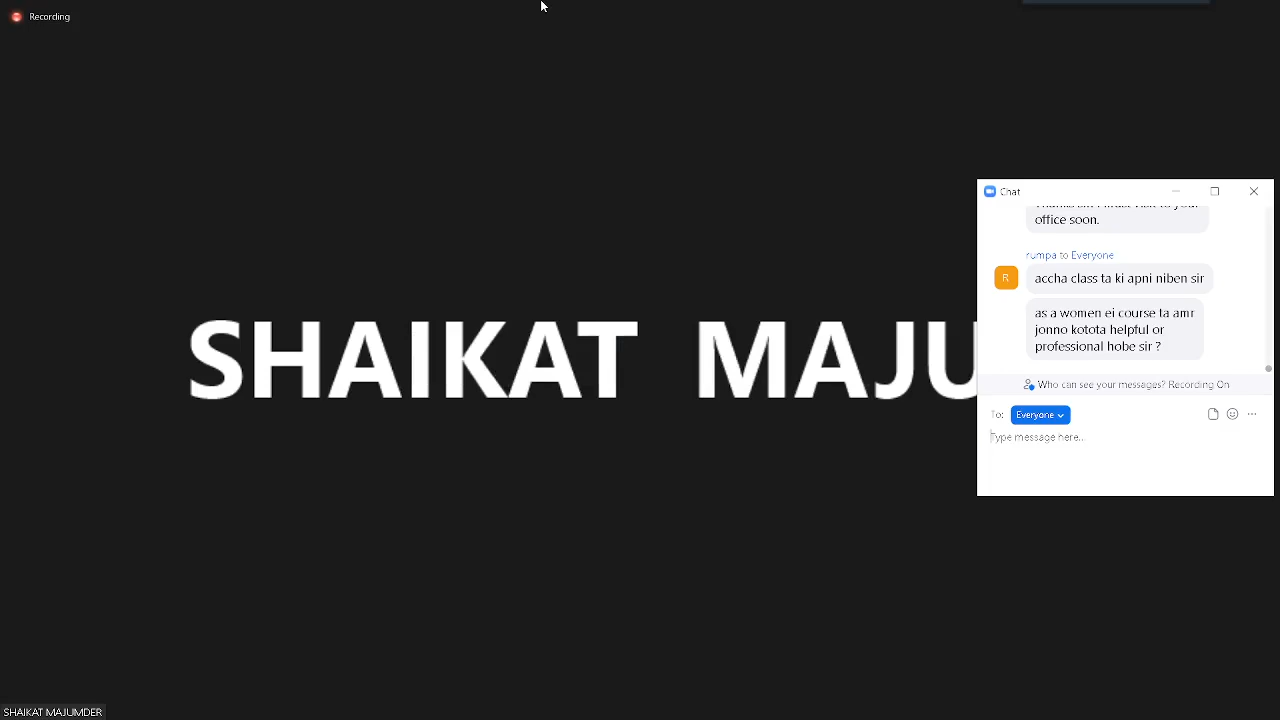 Recording
SHAIKAT MAJU
Chat
office soon.
rumpa to Everyone
R
accha class ta ki apni niben sir
as a women ei course ta amr
jonno kotota helpful or
professional hobe sir ?
Who can see your messages? Recording On
To: Everyone
Type message here...
SHAIKAT MAJUMDER